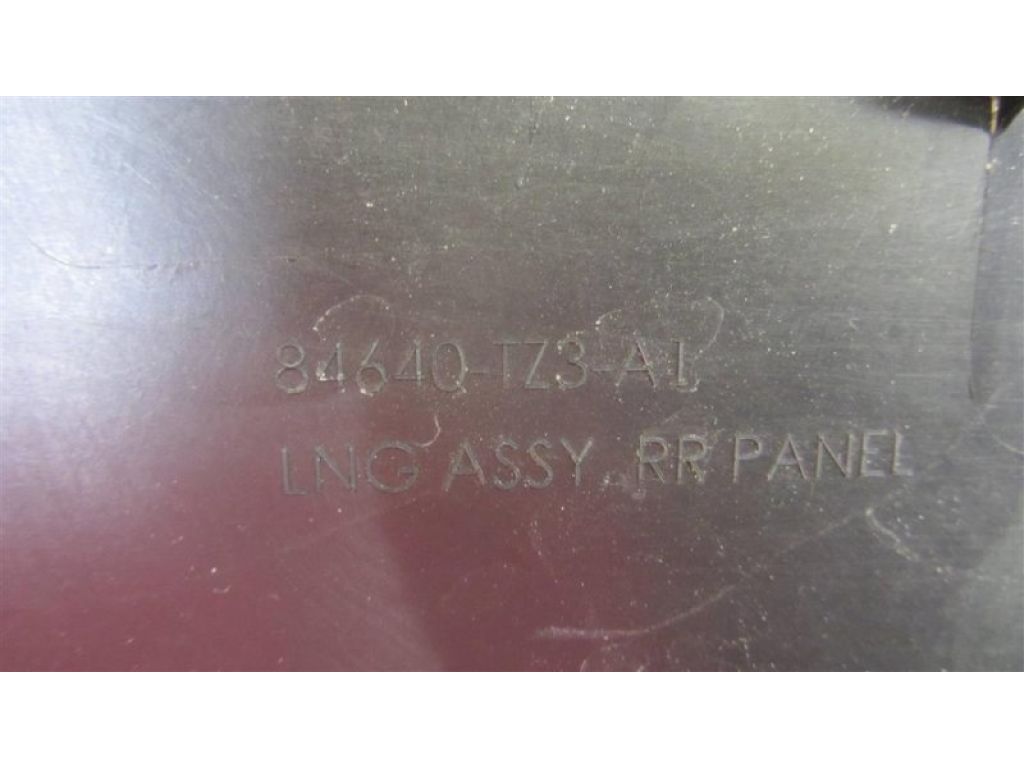 84640-TZ3-A1
LNG ASSY, RR PANEL